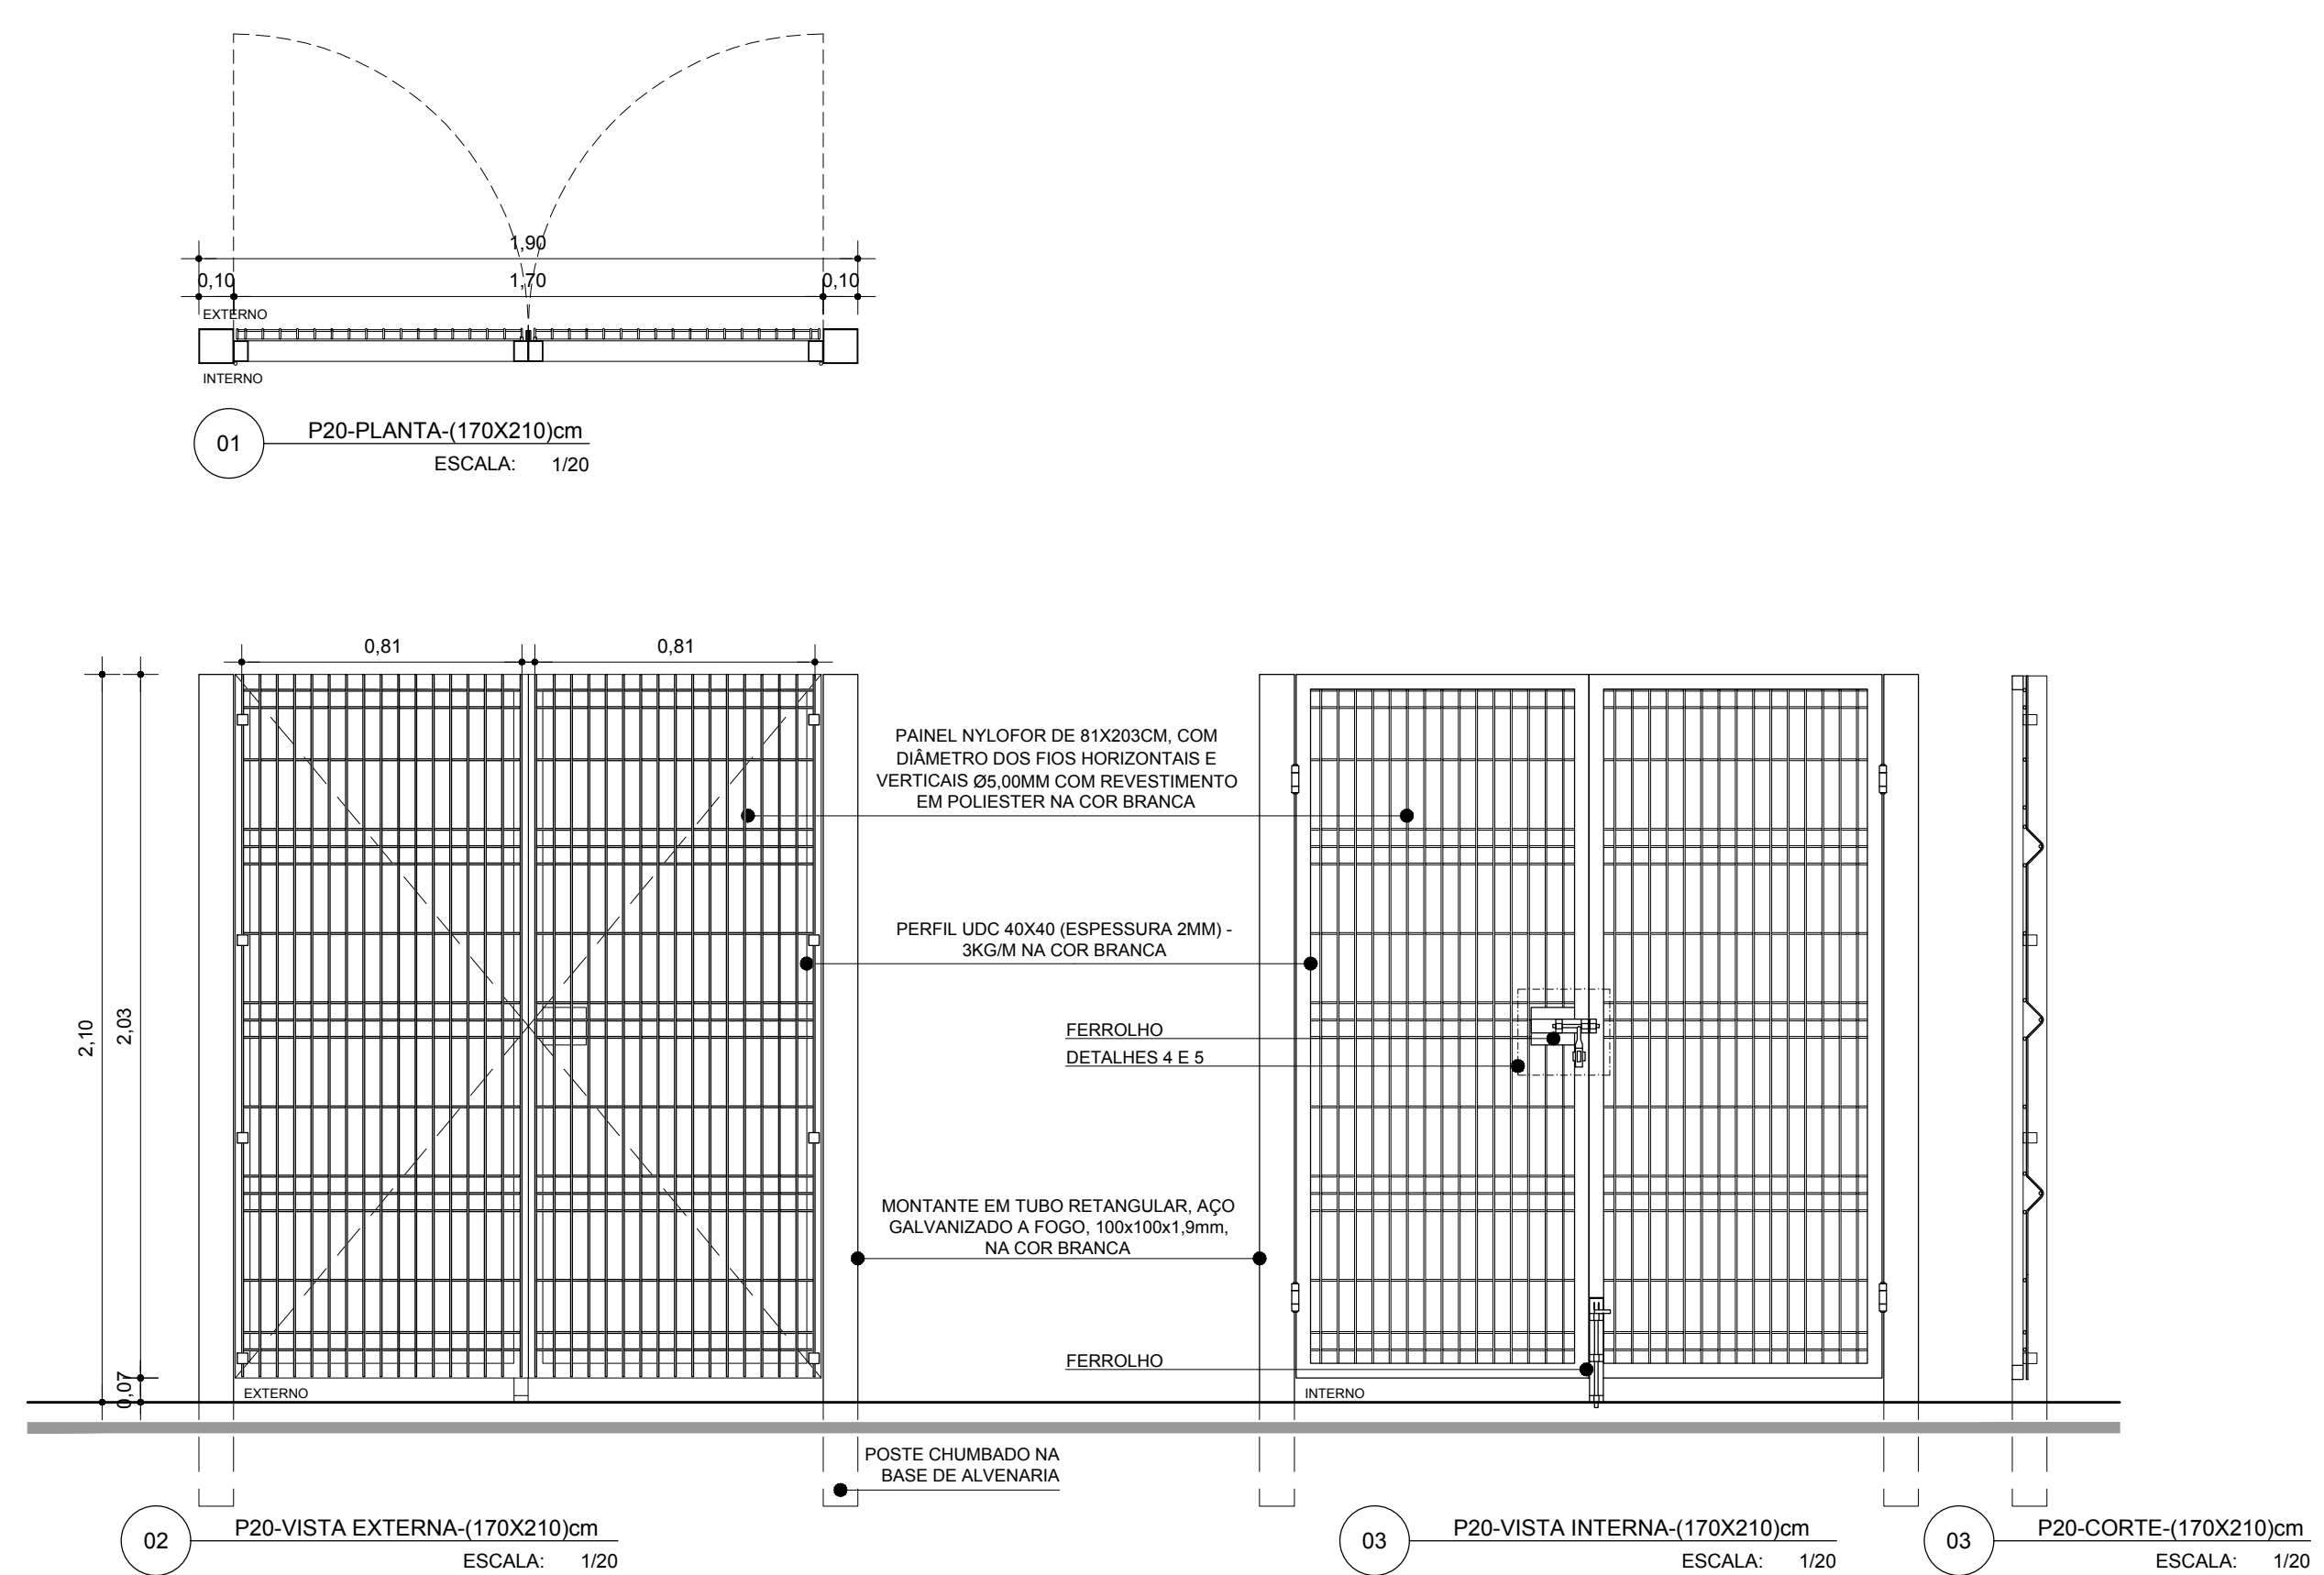 1,90
0,10
1,70
0,10
EXTERNO
INTERNO
01
P20-PLANTA-(170X210)cm
ESCALA: 1/20
0,81
0,81
2,10
2,03
0,07
PAINEL NYLOFOR DE 81X203CM, COM
DIÂMETRO DOS FIOS HORIZONTAIS E
VERTICAIS Ø5,00MM COM REVESTIMENTO
EM POLIESTER NA COR BRANCA
PERFIL UDC 40X40 (ESPESSURA 2MM) -
3KG/M NA COR BRANCA
FERROLHO
DETALHES 4 E 5
MONTANTE EM TUBO RETANGULAR, AÇO
GALVANIZADO A FOGO, 100x100x1,9mm,
NA COR BRANCA
FERROLHO
EXTERNO
INTERNO
POSTE CHUMBADO NA
BASE DE ALVENARIA
02
P20-VISTA EXTERNA-(170X210)cm
ESCALA: 1/20
03
P20-VISTA INTERNA-(170X210)cm
ESCALA: 1/20
03
P20-CORTE-(170X210)cm
ESCALA: 1/20